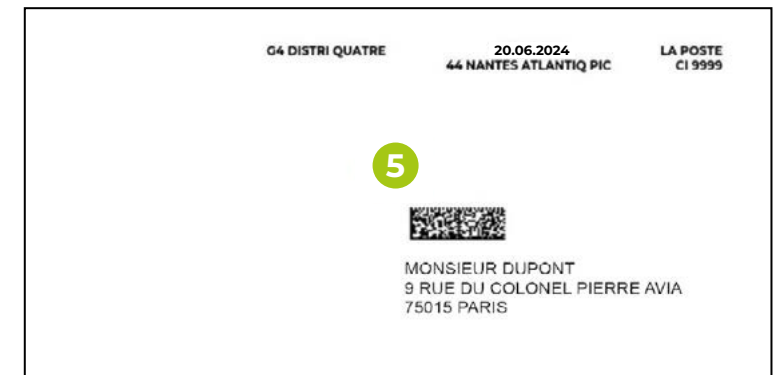 G4 DISTRI QUATRE 20.06.2024 LA POSTE
44 NANTES ATLANTIQ PIC CI 9999
5
MONSIEUR DUPONT
9 RUE DU COLONEL PIERRE AVIA
75015 PARIS